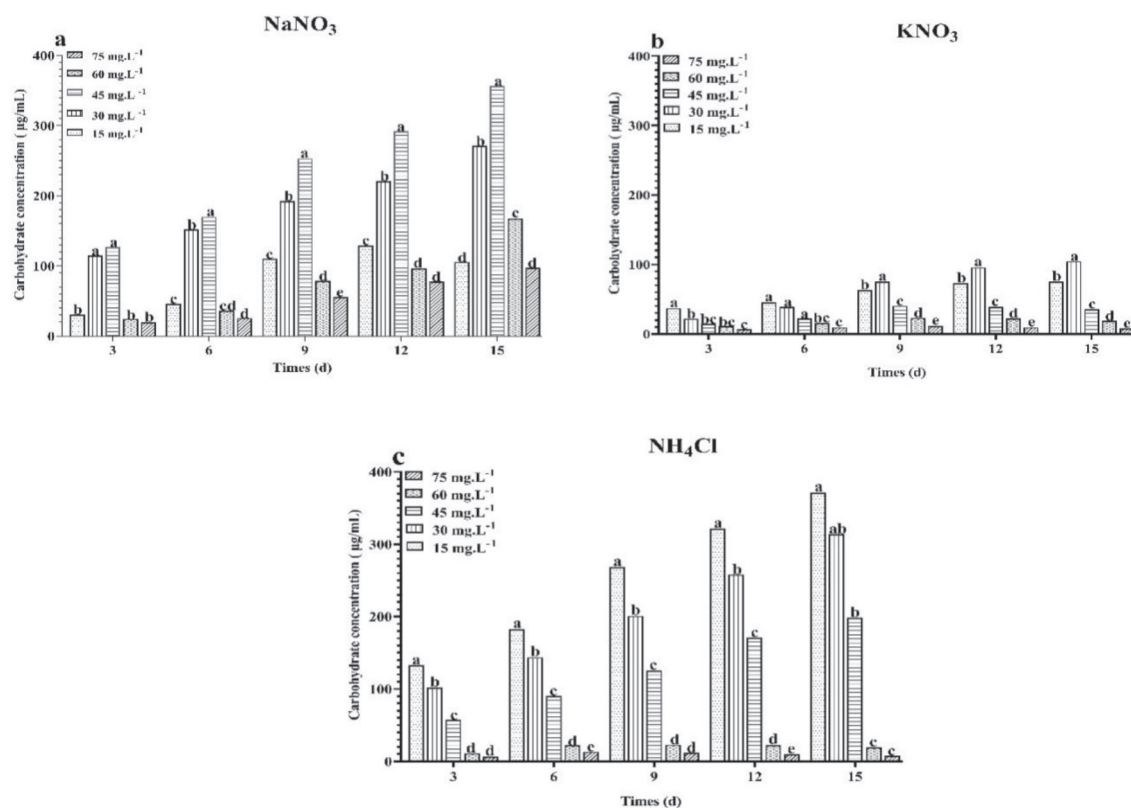 NaNO₃
a
75 mg.L⁻¹
60 mg.L⁻¹
45 mg.L⁻¹
30 mg.L⁻¹
15 mg.L⁻¹
Carbohydrate concentration ( µg/mL)
400
300
200
100
0
b a a b b
c b a cd d
c b a d e
c b a d d
c b a c d
3 6 9 12 15
Times (d)
KNO₃
b
75 mg.L⁻¹
60 mg.L⁻¹
45 mg.L⁻¹
30 mg.L⁻¹
15 mg.L⁻¹
Carbohydrate concentration ( µg/mL)
400
300
200
100
0
a b bc bc c
a a a bc c
b a c d e
b a c d e
b a c d e
3 6 9 12 15
Times (d)
NH₄Cl
c
75 mg.L⁻¹
60 mg.L⁻¹
45 mg.L⁻¹
30 mg.L⁻¹
15 mg.L⁻¹
Carbohydrate concentration ( µg/mL)
400
300
200
100
0
a b c d d
a b c d c
a b c d d
a b c d e
a ab b c c
3 6 9 12 15
Times (d)